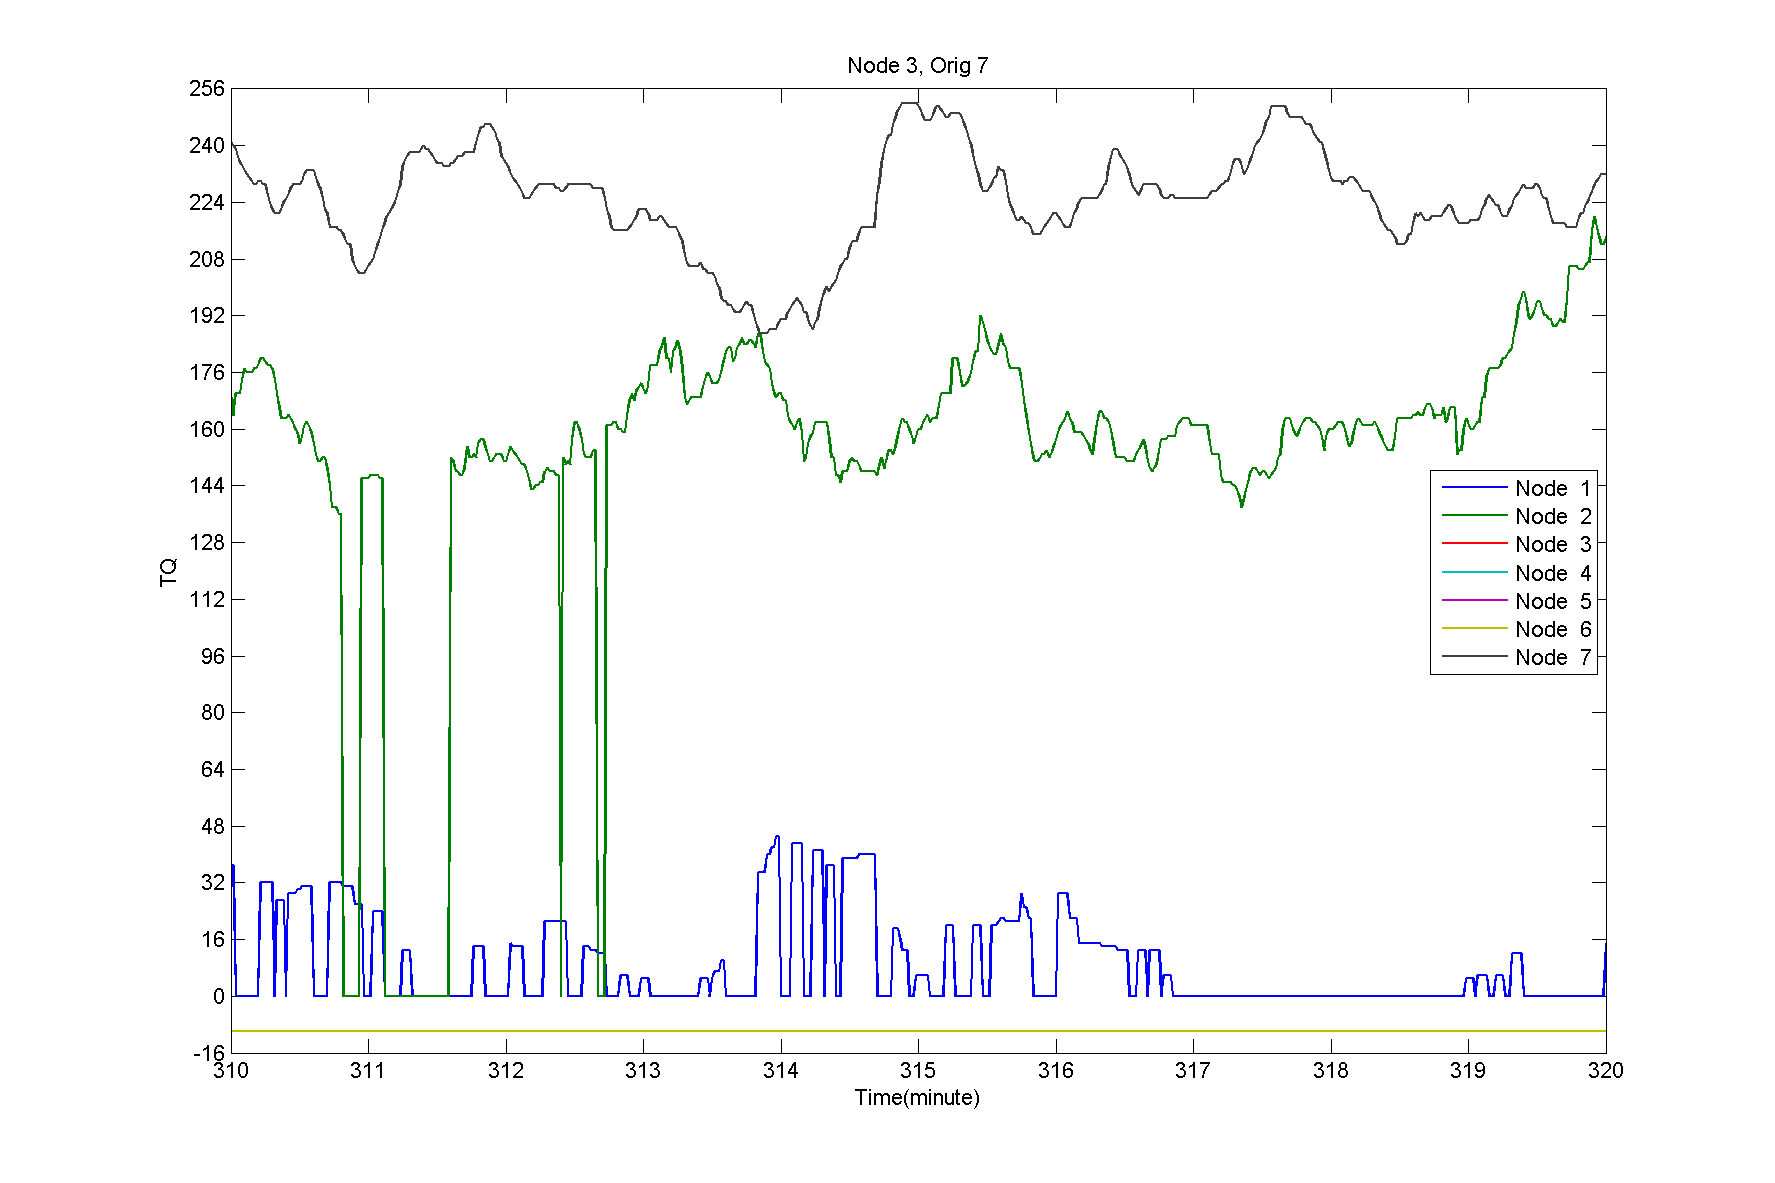 Node 3, Orig 7
256
240
224
208
192
176
160
144
128
112
96
80
64
48
32
16
0
-16
TQ
Node 1
Node 2
Node 3
Node 4
Node 5
Node 6
Node 7
310 311 312 313 314 315 316 317 318 319 320
Time(minute)